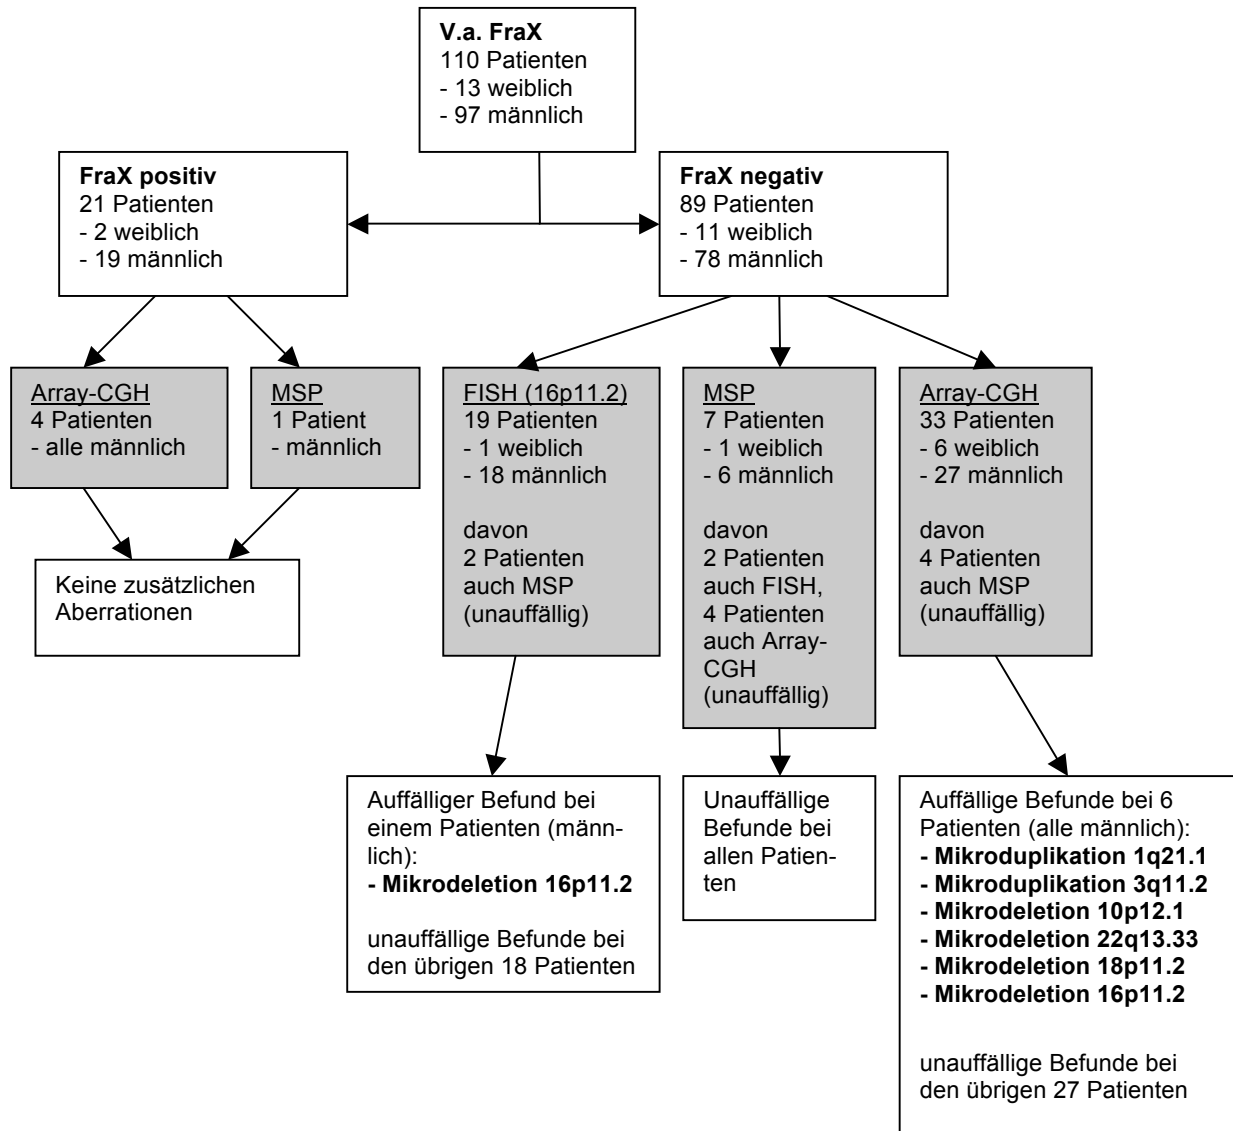 V.a. FraX
110 Patienten
- 13 weiblich
- 97 männlich
FraX positiv
21 Patienten
- 2 weiblich
- 19 männlich
FraX negativ
89 Patienten
- 11 weiblich
- 78 männlich
Array-CGH
4 Patienten
- alle männlich
MSP
1 Patient
- männlich
FISH (16p11.2)
19 Patienten
- 1 weiblich
- 18 männlich
davon
2 Patienten
auch MSP
(unauffällig)
MSP
7 Patienten
- 1 weiblich
- 6 männlich
davon
2 Patienten
auch FISH,
4 Patienten
auch Array-
CGH
(unauffällig)
Array-CGH
33 Patienten
- 6 weiblich
- 27 männlich
davon
4 Patienten
auch MSP
(unauffällig)
Keine zusätzlichen
Aberrationen
Auffälliger Befund bei
einem Patienten (männ-
lich):
- Mikrodeletion 16p11.2
unauffällige Befunde bei
den übrigen 18 Patienten
Unauffällige
Befunde bei
allen Patien-
ten
Auffällige Befunde bei 6
Patienten (alle männlich):
- Mikroduplikation 1q21.1
- Mikroduplikation 3q11.2
- Mikrodeletion 10p12.1
- Mikrodeletion 22q13.33
- Mikrodeletion 18p11.2
- Mikrodeletion 16p11.2
unauffällige Befunde bei
den übrigen 27 Patienten